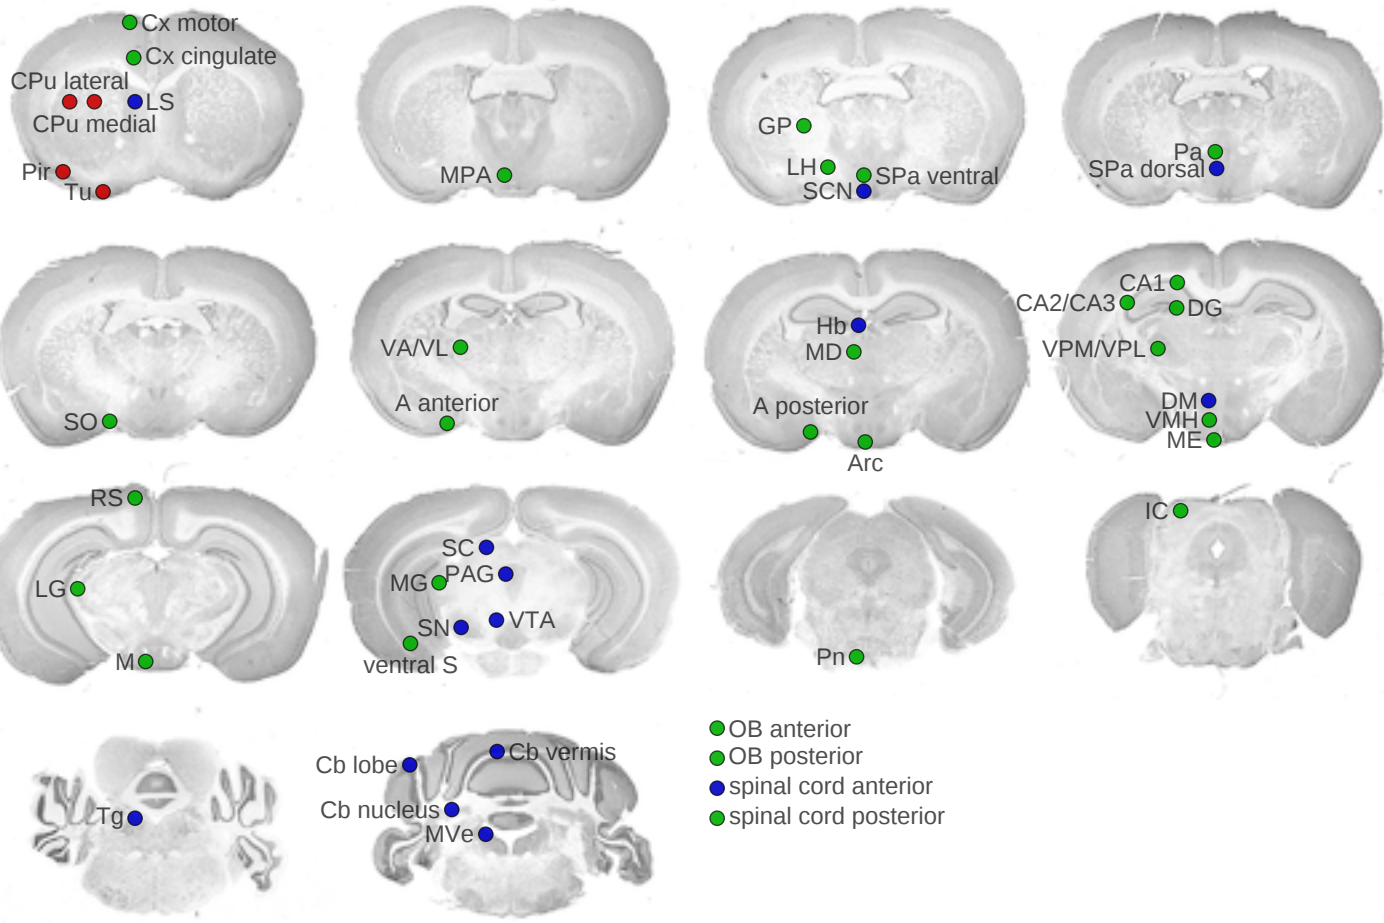 Cx motor
Cx cingulate
CPu lateral
LS
CPu medial
Pir
Tu
MPA
GP
LH
SPa ventral
SCN
Pa
SPa dorsal
SO
VA/VL
A anterior
Hb
MD
A posterior
Arc
CA1
CA2/CA3
DG
VPM/VPL
DM
VMH
ME
RS
LG
M
SC
MG
PAG
SN
VTA
ventral S
Pn
IC
Tg
Cb lobe
Cb vermis
Cb nucleus
MVe
OB anterior
OB posterior
spinal cord anterior
spinal cord posterior